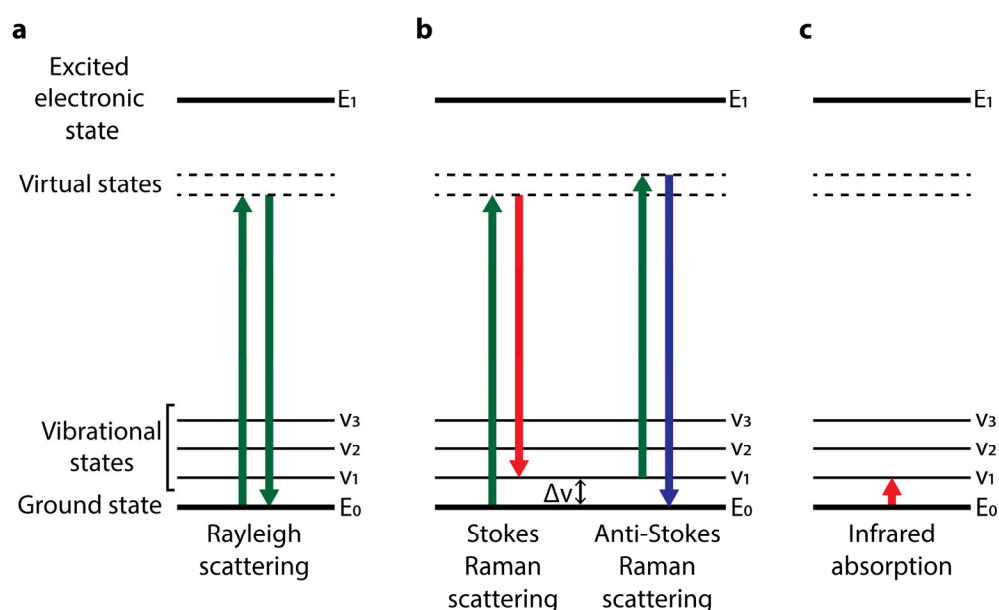 a
b
c
Excited
electronic
state
E₁
E₁
E₁
Virtual states
Vibrational
states
V₃
V₂
V₁
V₃
V₂
V₁
V₃
V₂
V₁
Δv
Ground state
E₀
E₀
E₀
Rayleigh
scattering
Stokes
Raman
scattering
Anti-Stokes
Raman
scattering
Infrared
absorption